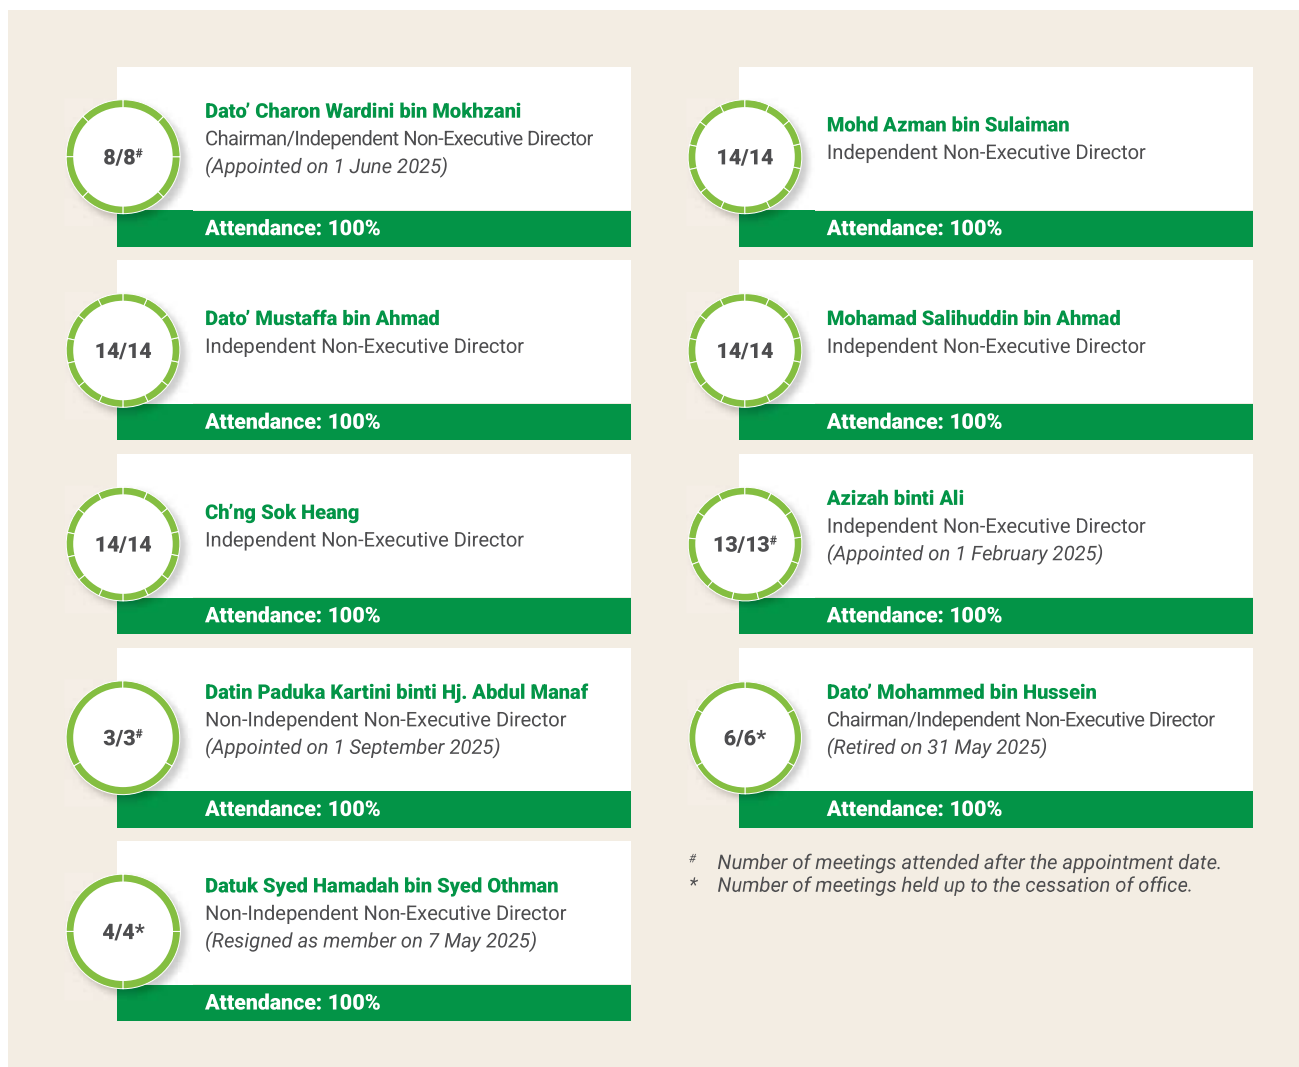 8/8#
Dato’ Charon Wardini bin Mokhzani
Chairman/Independent Non-Executive Director
(Appointed on 1 June 2025)
Attendance: 100%
14/14
Mohd Azman bin Sulaiman
Independent Non-Executive Director
Attendance: 100%
14/14
Dato’ Mustaffa bin Ahmad
Independent Non-Executive Director
Attendance: 100%
14/14
Mohamad Salihuddin bin Ahmad
Independent Non-Executive Director
Attendance: 100%
14/14
Ch’ng Sok Heang
Independent Non-Executive Director
Attendance: 100%
13/13#
Azizah binti Ali
Independent Non-Executive Director
(Appointed on 1 February 2025)
Attendance: 100%
3/3#
Datin Paduka Kartini binti Hj. Abdul Manaf
Non-Independent Non-Executive Director
(Appointed on 1 September 2025)
Attendance: 100%
6/6*
Dato’ Mohammed bin Hussein
Chairman/Independent Non-Executive Director
(Retired on 31 May 2025)
Attendance: 100%
4/4*
Datuk Syed Hamadah bin Syed Othman
Non-Independent Non-Executive Director
(Resigned as member on 7 May 2025)
Attendance: 100%
# Number of meetings attended after the appointment date.
* Number of meetings held up to the cessation of office.